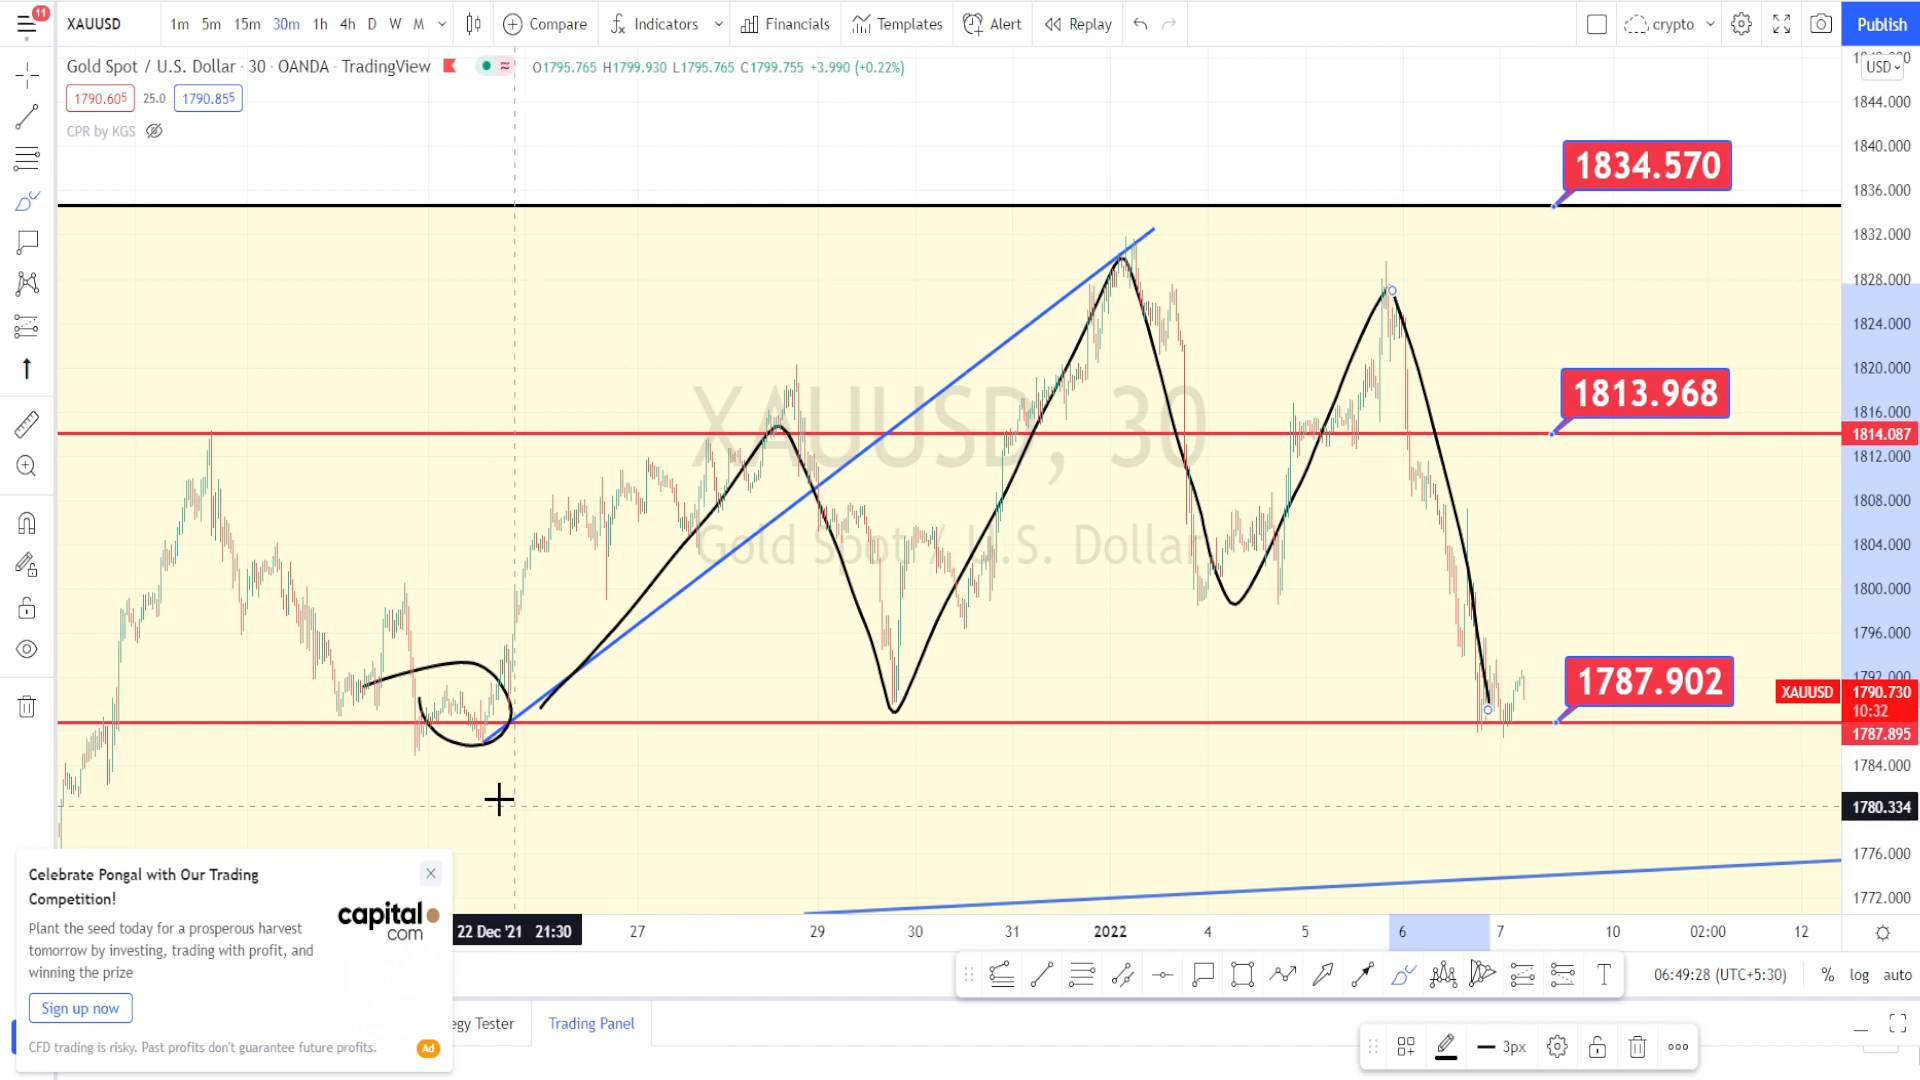 11
XAUUSD
1m 5m 15m 30m 1h 4h D W M
Compare
Indicators
Financials
Templates
Alert
Replay
crypto
Publish
Gold Spot / U.S. Dollar · 30 · OANDA · TradingView
O1795.765 H1799.930 L1795.765 C1799.755 +3.990 (+0.22%)
1790.605 25.0 1790.855
CPR by KGS
USD
1844.000
1840.000
1836.000
1832.000
1828.000
1824.000
1820.000
1816.000
1814.087
1812.000
1808.000
1804.000
1800.000
1796.000
1792.000
XAUUSD 1790.730
10:32
1787.895
1784.000
1780.334
1776.000
1772.000
1834.570
1813.968
1787.902
XAUUSD, 30
Gold Spot / U.S. Dollar
22 Dec '21 21:30 27 29 30 31 2022 4 5 6 7 10 02:00 12
06:49:28 (UTC+5:30) % log auto
Celebrate Pongal with Our Trading
Competition!
Plant the seed today for a prosperous harvest
tomorrow by investing, trading with profit, and
winning the prize
capital
com
Sign up now
CFD trading is risky. Past profits don't guarantee future profits.
Ad
egy Tester
Trading Panel
T
3px